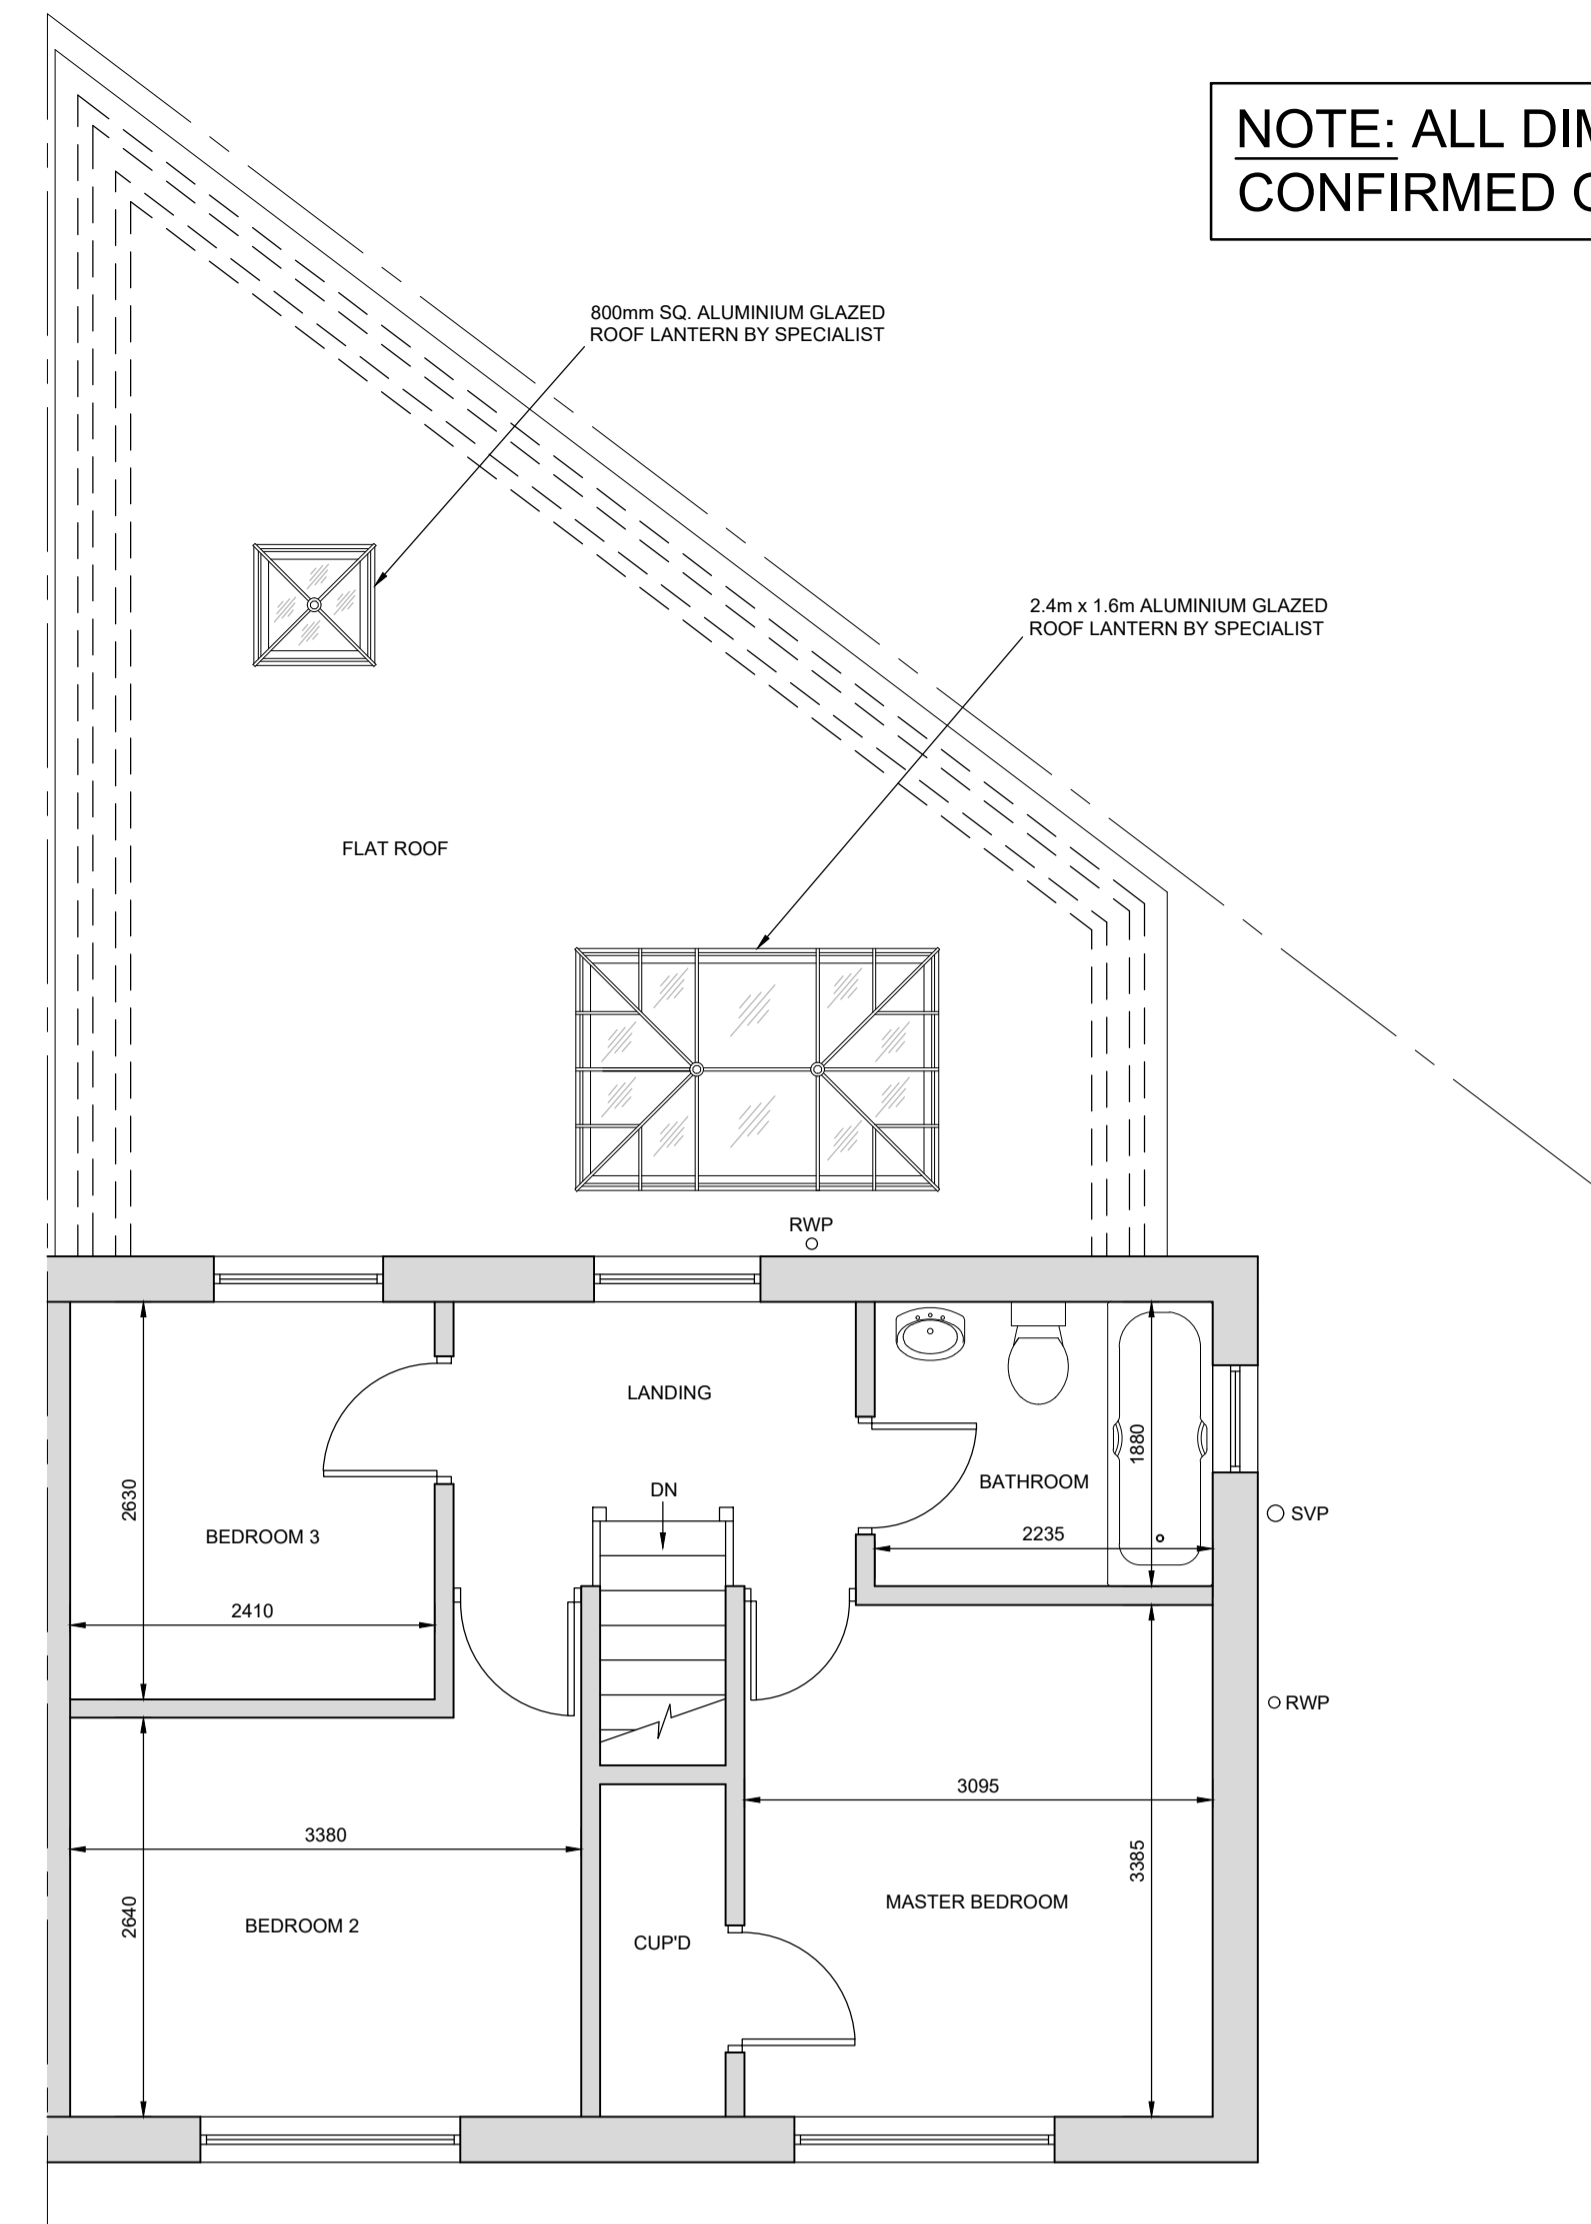 NOTE: ALL DIM
CONFIRMED O
800mm SQ. ALUMINIUM GLAZED
ROOF LANTERN BY SPECIALIST
2.4m x 1.6m ALUMINIUM GLAZED
ROOF LANTERN BY SPECIALIST
FLAT ROOF
RWP
LANDING
DN
BATHROOM
1880
2235
SVP
2630
BEDROOM 3
2410
RWP
3095
3380
3385
2640
BEDROOM 2
MASTER BEDROOM
CUP'D